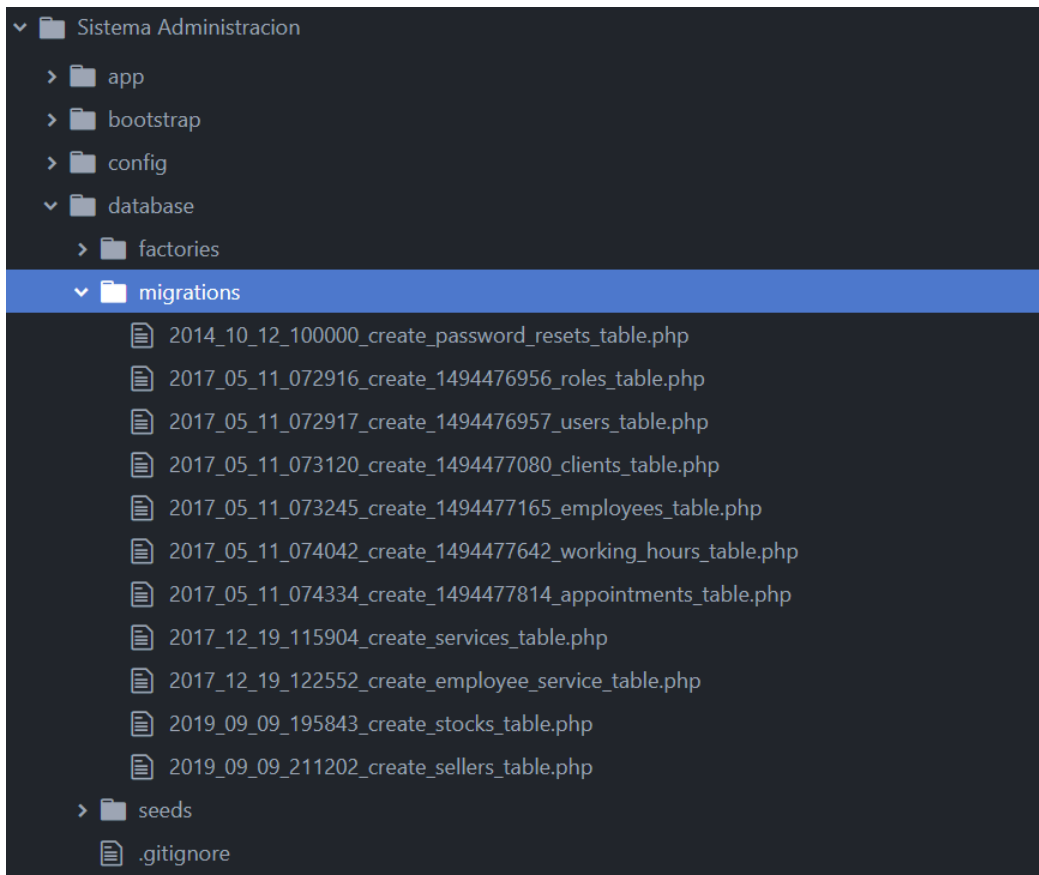 Sistema Administracion
app
bootstrap
config
database
factories
migrations
2014_10_12_100000_create_password_resets_table.php
2017_05_11_072916_create_1494476956_roles_table.php
2017_05_11_072917_create_1494476957_users_table.php
2017_05_11_073120_create_1494477080_clients_table.php
2017_05_11_073245_create_1494477165_employees_table.php
2017_05_11_074042_create_1494477642_working_hours_table.php
2017_05_11_074334_create_1494477814_appointments_table.php
2017_12_19_115904_create_services_table.php
2017_12_19_122552_create_employee_service_table.php
2019_09_09_195843_create_stocks_table.php
2019_09_09_211202_create_sellers_table.php
seeds
.gitignore